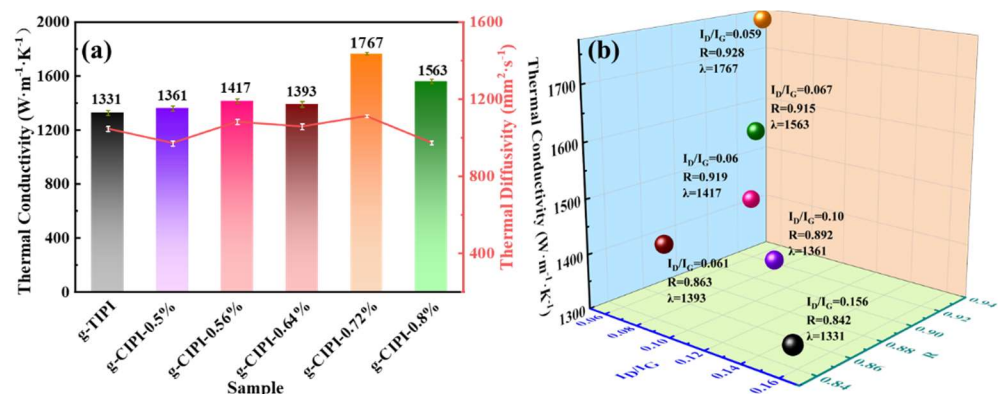 (a)
Thermal Conductivity (W·m⁻¹·K⁻¹)
2000
1600
1200
800
400
0
1331
1361
1417
1393
1767
1563
1600
1200
800
400
Thermal Diffusivity (mm²·s⁻¹)
g-TIPI
g-CIPI-0.5%
g-CIPI-0.56%
g-CIPI-0.64%
g-CIPI-0.72%
g-CIPI-0.8%
Sample
(b)
Thermal Conductivity (W·m⁻¹·K⁻¹)
1700
1600
1500
1400
1300
I_D/I_G=0.059
R=0.928
λ=1767
I_D/I_G=0.067
R=0.915
λ=1563
I_D/I_G=0.06
R=0.919
λ=1417
I_D/I_G=0.10
R=0.892
λ=1361
I_D/I_G=0.061
R=0.863
λ=1393
I_D/I_G=0.156
R=0.842
λ=1331
0.06
0.08
0.10
0.12
0.14
0.16
I_D/I_G
0.84
0.86
0.88
0.90
0.92
0.94
R